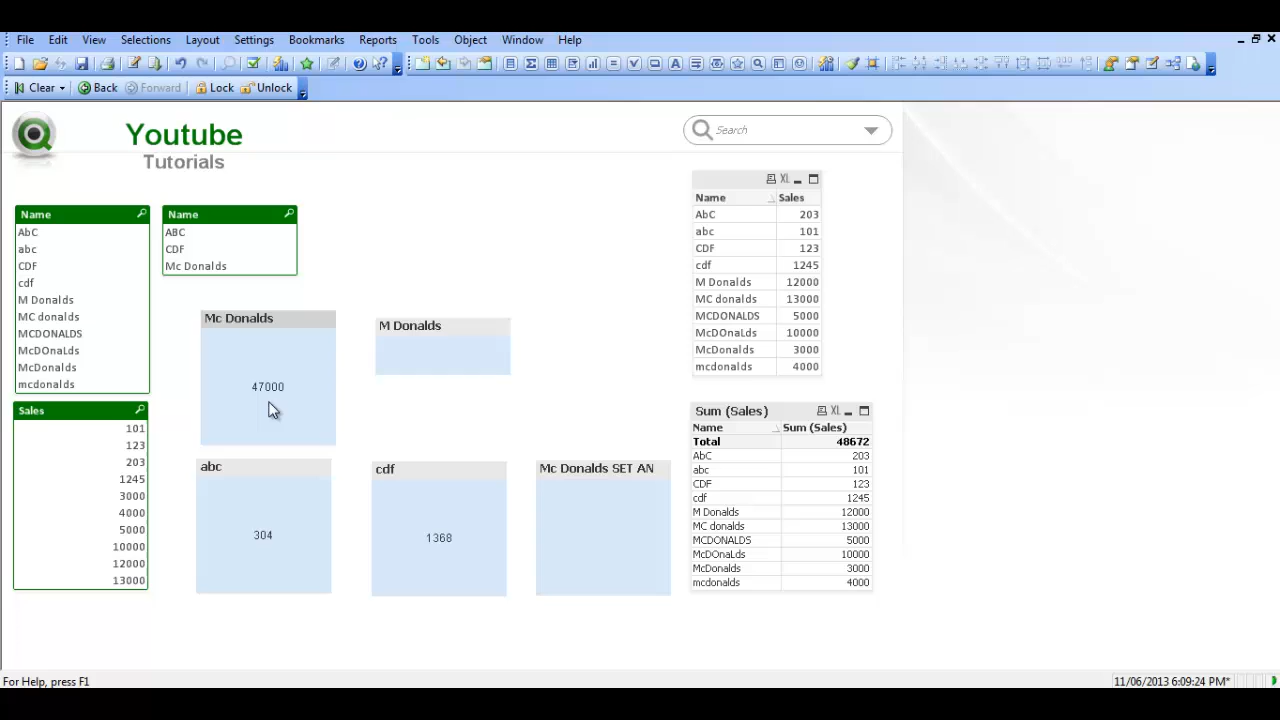 File Edit View Selections Layout Settings Bookmarks Reports Tools Object Window Help
Clear Back Forward Lock Unlock
Youtube
Tutorials
Search
Name
AbC
abc
CDF
cdf
M Donalds
MC donalds
MCDONALDS
McDOnaLds
McDonalds
mcdonalds
Name
ABC
CDF
Mc Donalds
Sales
101
123
203
1245
3000
4000
5000
10000
12000
13000
Mc Donalds
47000
M Donalds
abc
304
cdf
1368
Mc Donalds SET AN
XL
Name Sales
AbC 203
abc 101
CDF 123
cdf 1245
M Donalds 12000
MC donalds 13000
MCDONALDS 5000
McDOnaLds 10000
McDonalds 3000
mcdonalds 4000
Sum (Sales) XL
Name Sum (Sales)
Total 48672
AbC 203
abc 101
CDF 123
cdf 1245
M Donalds 12000
MC donalds 13000
MCDONALDS 5000
McDOnaLds 10000
McDonalds 3000
mcdonalds 4000
For Help, press F1
11/06/2013 6:09:24 PM*